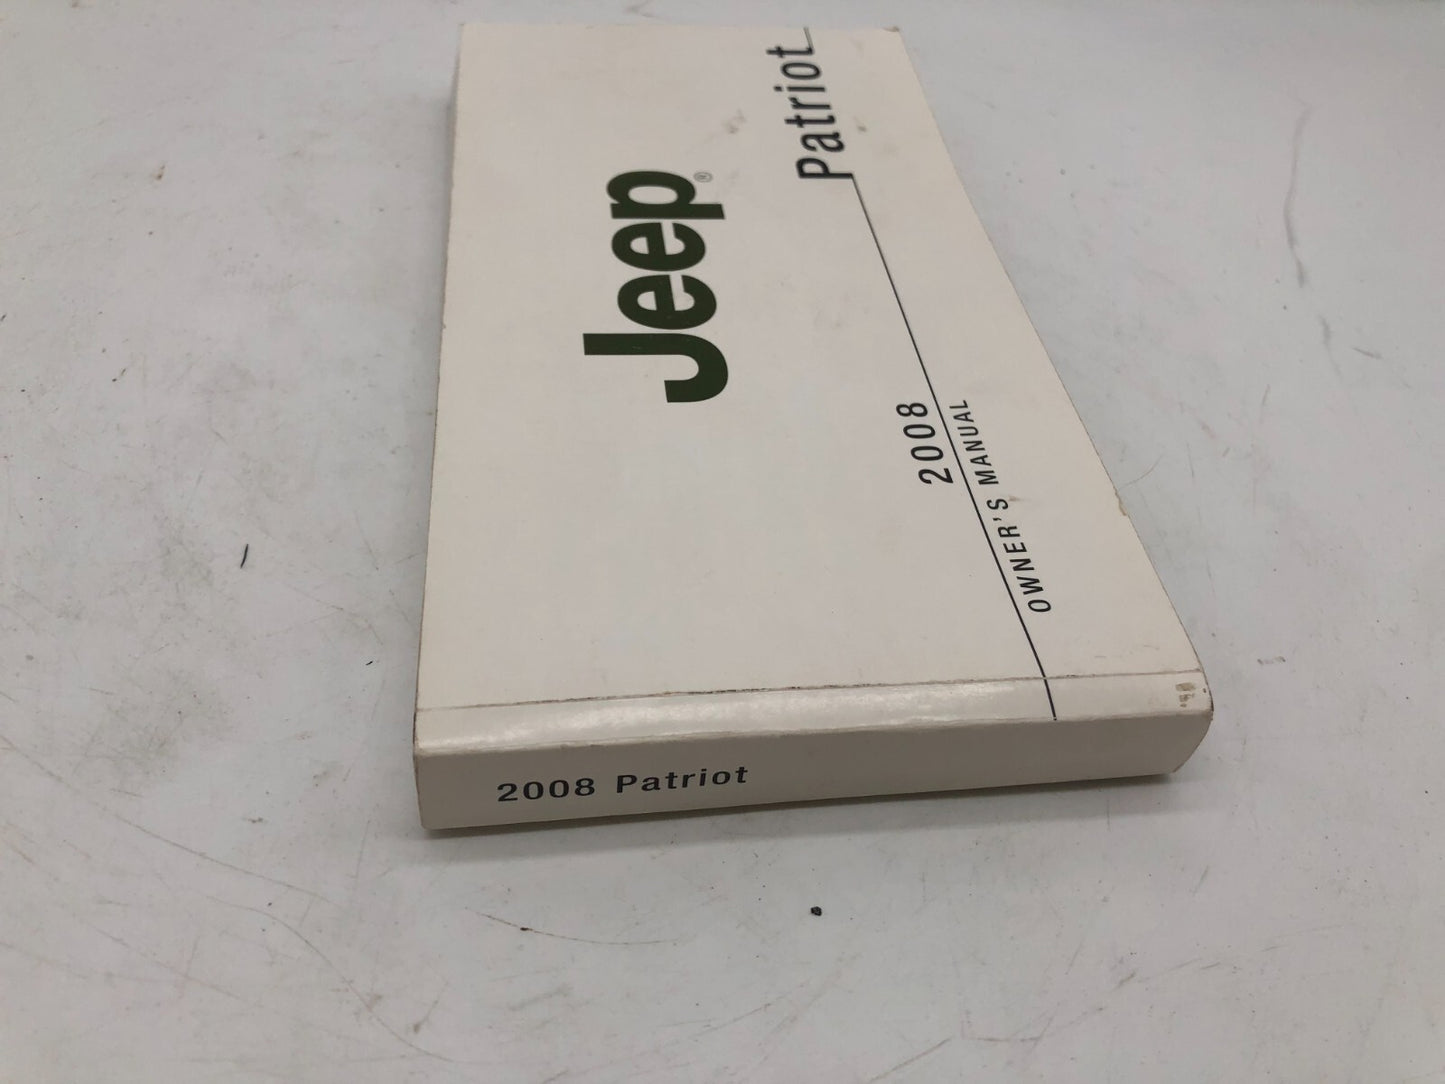 Jeep®
Patriot
2008
OWNER'S MANUAL
2008 Patriot